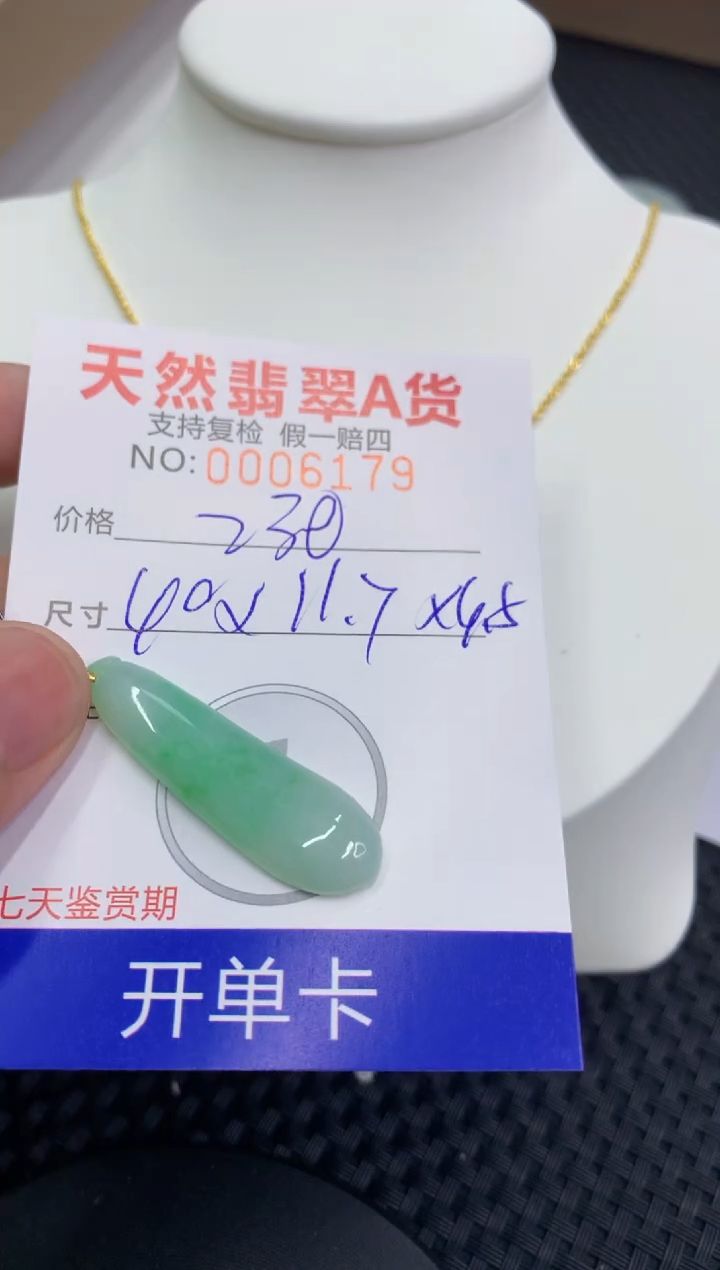 天然翡翠A货
支持复检 假一赔四
NO:0006179
价格 230
尺寸 40x11.7x4.5
七天鉴赏期
开单卡